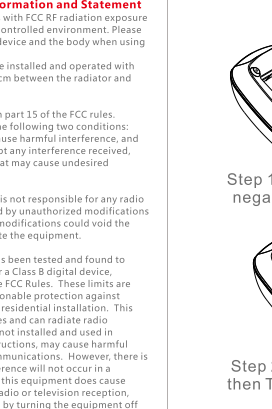 formation and Statement
with FCC RF radiation exposure
controlled environment. Please
device and the body when using
e installed and operated with
cm between the radiator and
n part 15 of the FCC rules.
he following two conditions:
use harmful interference, and
pt any interference received,
at may cause undesired
is not responsible for any radio
d by unauthorized modifications
modifications could void the
te the equipment.
s been tested and found to
r a Class B digital device,
e FCC Rules. These limits are
onable protection against
residential installation. This
es and can radiate radio
not installed and used in
ructions, may cause harmful
mmunications. However, there is
erence will not occur in a
this equipment does cause
adio or television reception,
by turning the equipment off
Step 1
nega
Step 2
then T